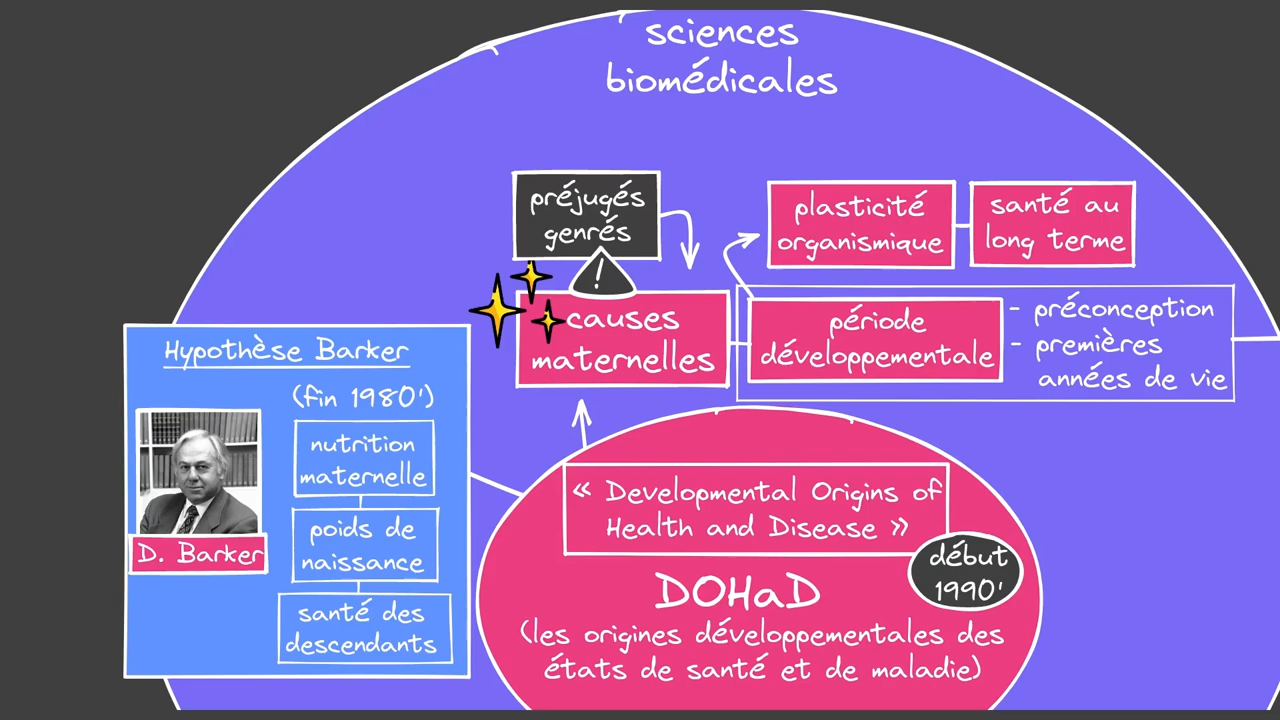 sciences
biomédicales
préjugés
genrés
!
plasticité
organismique
santé au
long terme
causes
maternelles
période
développementale
- préconception
- premières
années de vie
Hypothèse Barker
(fin 1980')
nutrition
maternelle
D. Barker
poids de
naissance
santé des
descendants
« Developmental Origins of
Health and Disease »
début
1990'
DOHaD
(les origines développementales des
états de santé et de maladie)